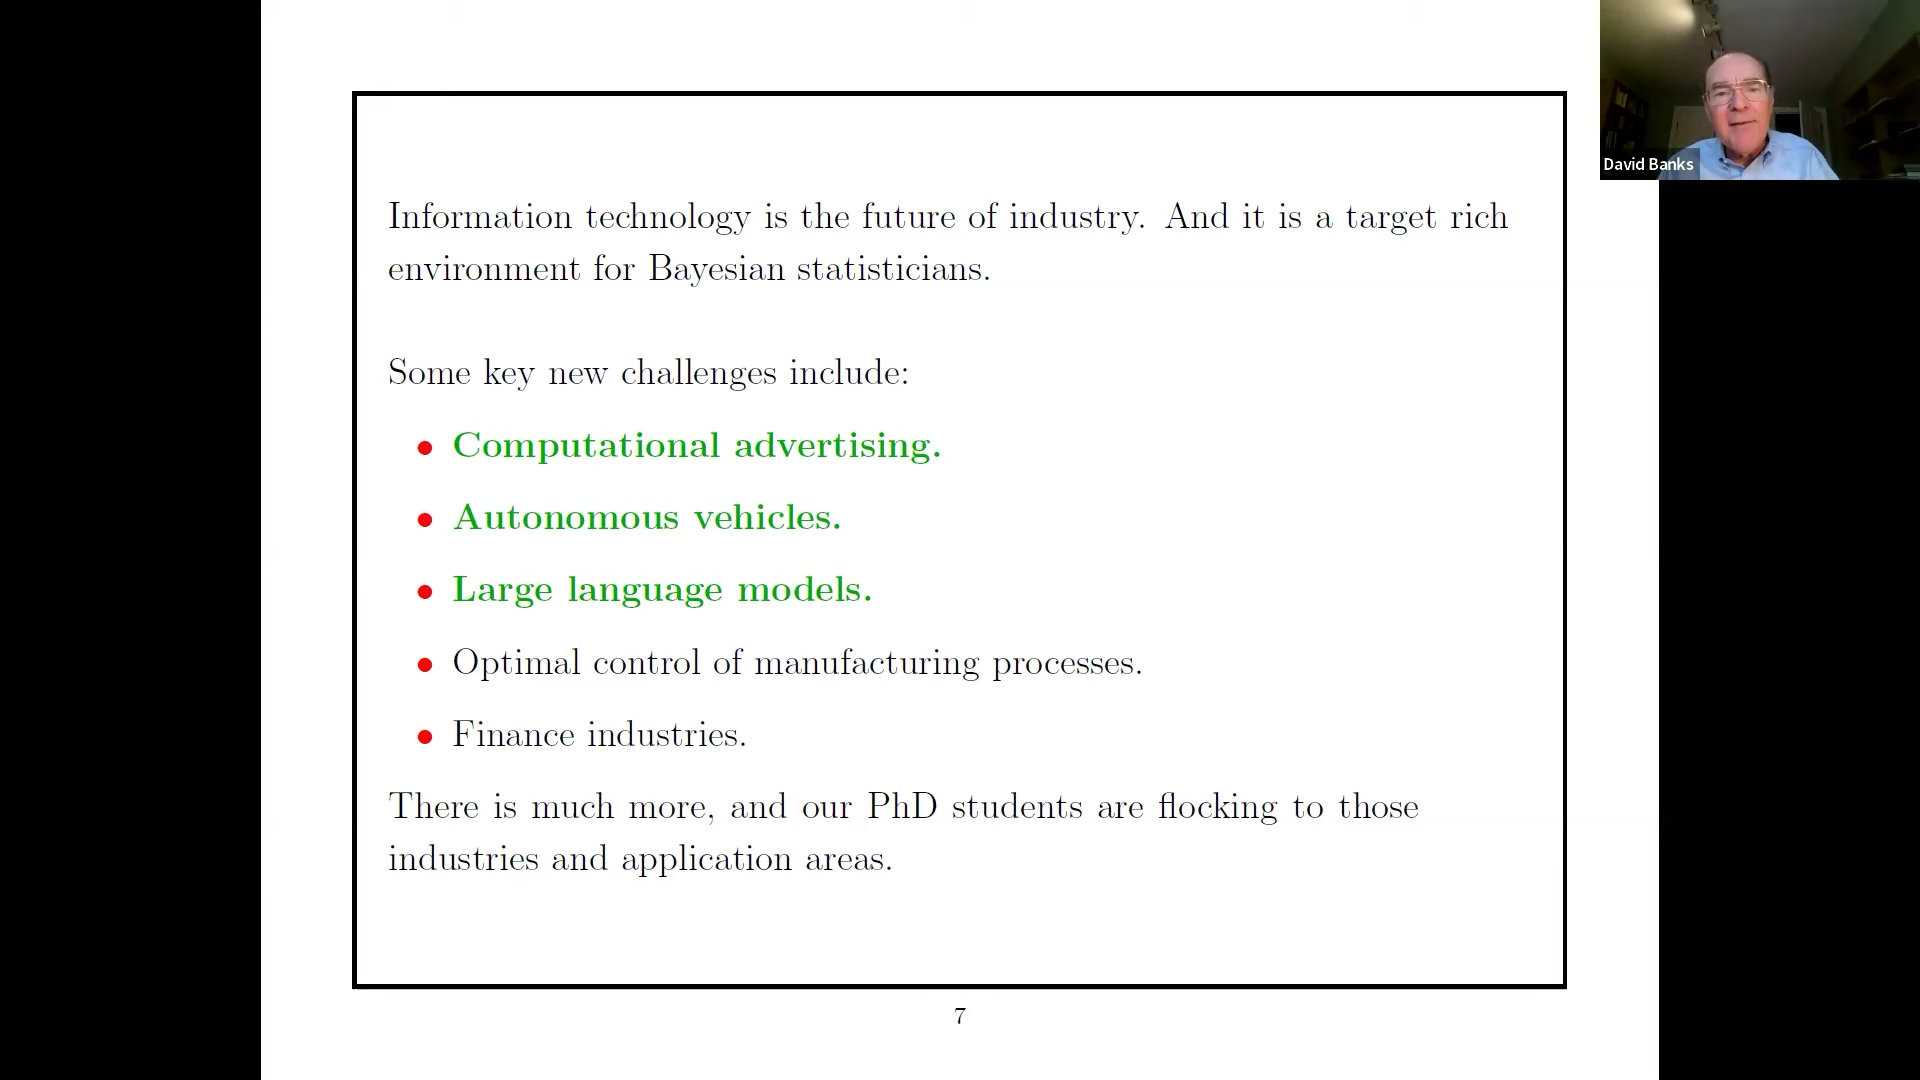 David Banks
Information technology is the future of industry. And it is a target rich
environment for Bayesian statisticians.
Some key new challenges include:
• Computational advertising.
• Autonomous vehicles.
• Large language models.
• Optimal control of manufacturing processes.
• Finance industries.
There is much more, and our PhD students are flocking to those
industries and application areas.
7